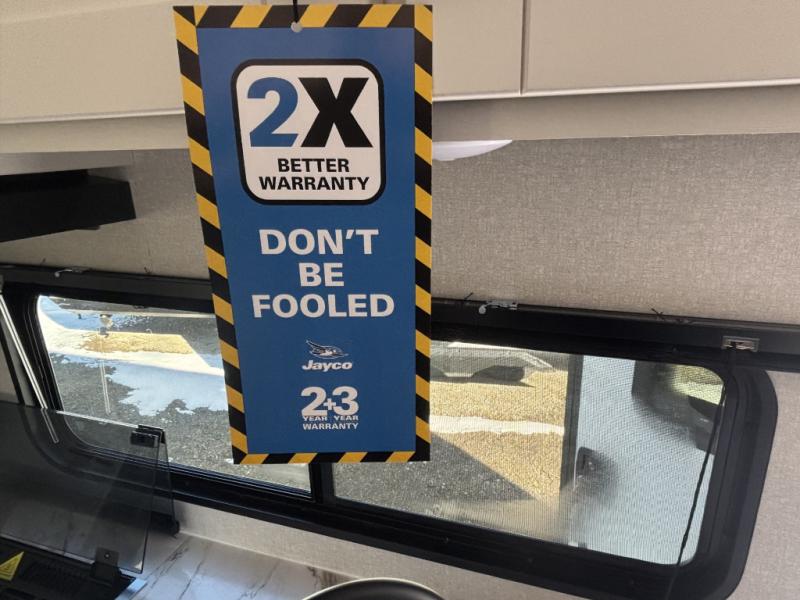 2X
BETTER
WARRANTY
DON'T
BE
FOOLED
Jayco
2+3
YEAR YEAR
WARRANTY